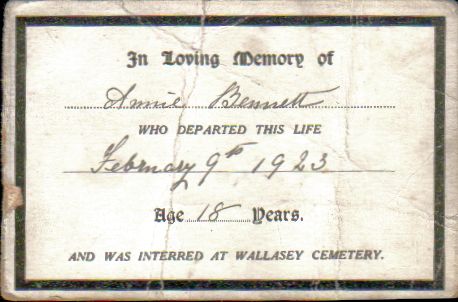 In Loving Memory of
Annie Bennett
WHO DEPARTED THIS LIFE
February 9th 1923
Age 18 Years.
AND WAS INTERRED AT WALLASEY CEMETERY.